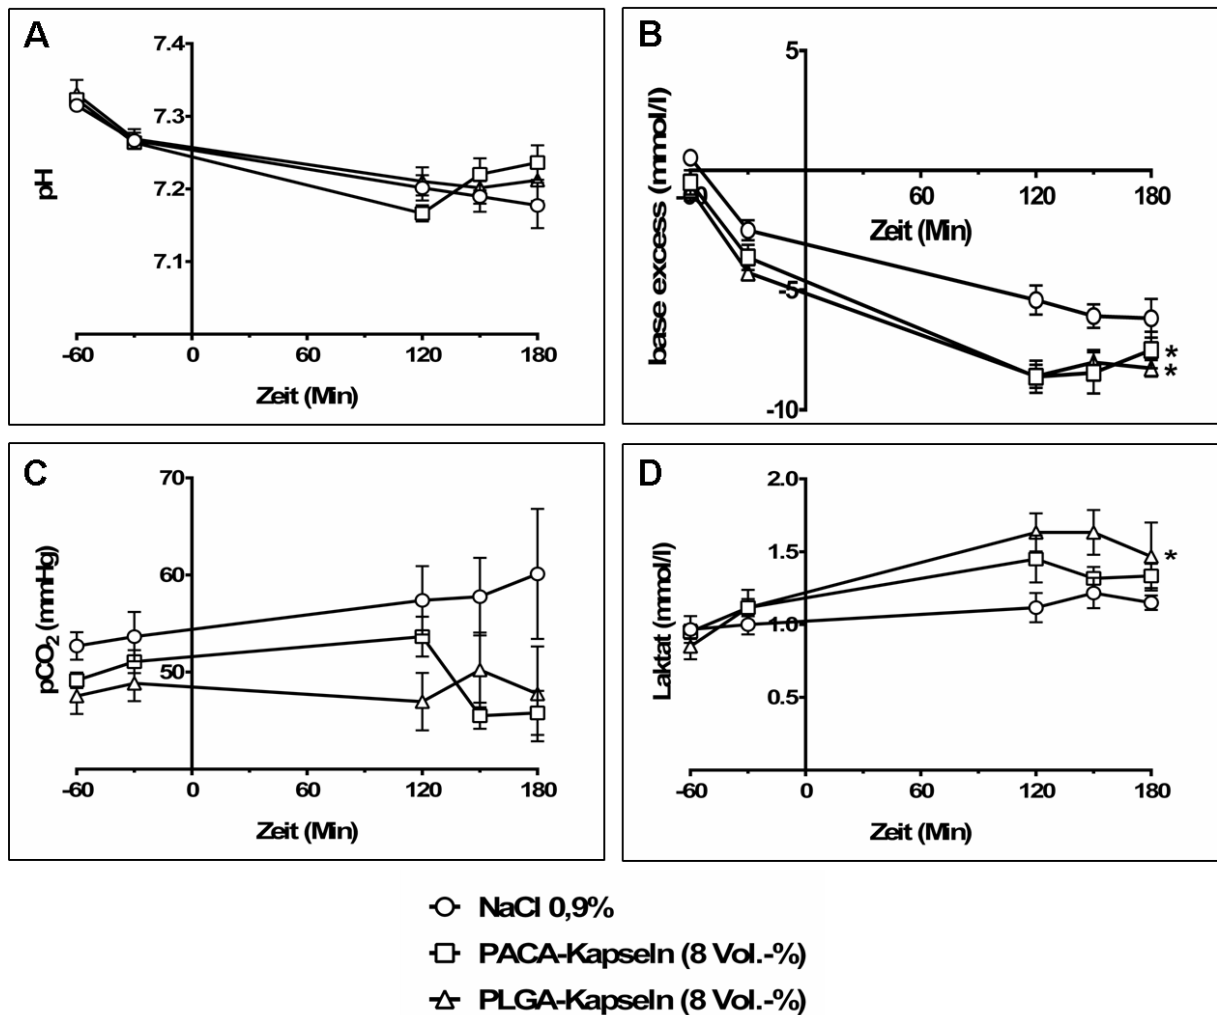 A
7.4
7.3
7.2
7.1
pH
-60 0 60 120 180
Zeit (Min)
B
5
-5
-10
base excess (mmol/l)
60 120 180
Zeit (Min)
*
*
C
70
60
50
pCO2 (mmHg)
-60 0 60 120 180
Zeit (Min)
D
2.0
1.5
1.0
0.5
Laktat (mmol/l)
*
-60 0 60 120 180
Zeit (Min)
NaCl 0,9%
PACA-Kapseln (8 Vol.-%)
PLGA-Kapseln (8 Vol.-%)